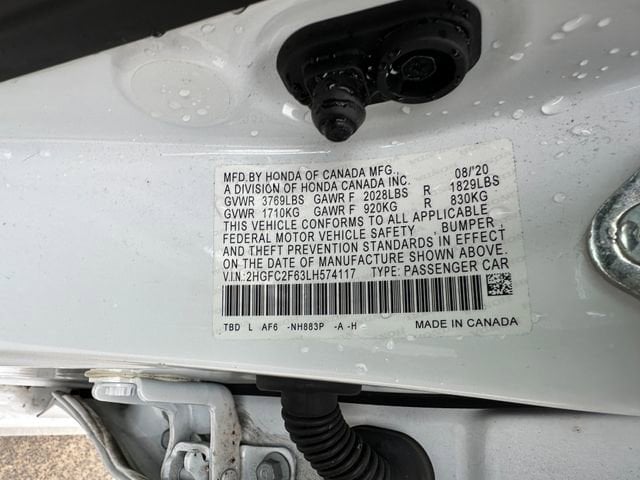 MFD.BY HONDA OF CANADA MFG., 08/'20
A DIVISION OF HONDA CANADA INC.
GVWR 3769LBS GAWR F 2028LBS R 1829LBS
GVWR 1710KG GAWR F 920KG R 830KG
THIS VEHICLE CONFORMS TO ALL APPLICABLE
FEDERAL MOTOR VEHICLE SAFETY , BUMPER ,
AND THEFT PREVENTION STANDARDS IN EFFECT
ON THE DATE OF MANUFACTURE SHOWN ABOVE.
V.I.N.:2HGFC2F63LH574117 TYPE: PASSENGER CAR
TBD L AF6 -NH883P -A -H MADE IN CANADA